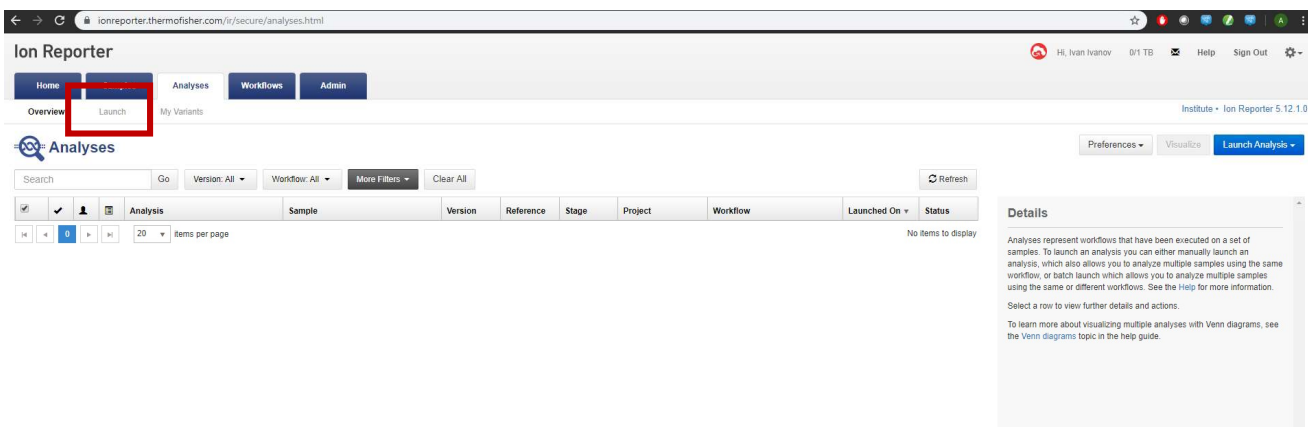 ionreporter.thermofisher.com/ir/secure/analyses.html
A
Ion Reporter
Hi, Ivan Ivanov 0/1 TB Help Sign Out
Home Analyses Workflows Admin
Overview Launch My Variants
Institute • Ion Reporter 5.12.1.0
Analyses
Preferences Visualize Launch Analysis
Search Go Version: All Workflow: All More Filters Clear All Refresh
Analysis Sample Version Reference Stage Project Workflow Launched On Status
0 20 items per page No items to display
Details
Analyses represent workflows that have been executed on a set of
samples. To launch an analysis you can either manually launch an
analysis, which also allows you to analyze multiple samples using the same
workflow, or batch launch which allows you to analyze multiple samples
using the same or different workflows. See the Help for more information.
Select a row to view further details and actions.
To learn more about visualizing multiple analyses with Venn diagrams, see
the Venn diagrams topic in the help guide.